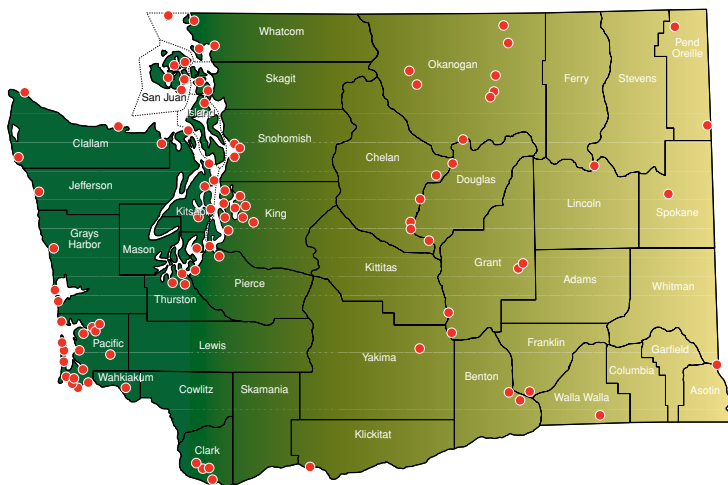 Whatcom
Okanogan
Pend
Oreille
Ferry
Stevens
Skagit
San Juan
Island
Snohomish
Clallam
Chelan
Douglas
Jefferson
Kitsap
King
Lincoln
Spokane
Grays
Harbor
Mason
Kittitas
Grant
Adams
Whitman
Pierce
Thurston
Pacific
Lewis
Yakima
Franklin
Garfield
Wahkiakum
Cowlitz
Skamania
Benton
Columbia
Walla Walla
Asotin
Klickitat
Clark